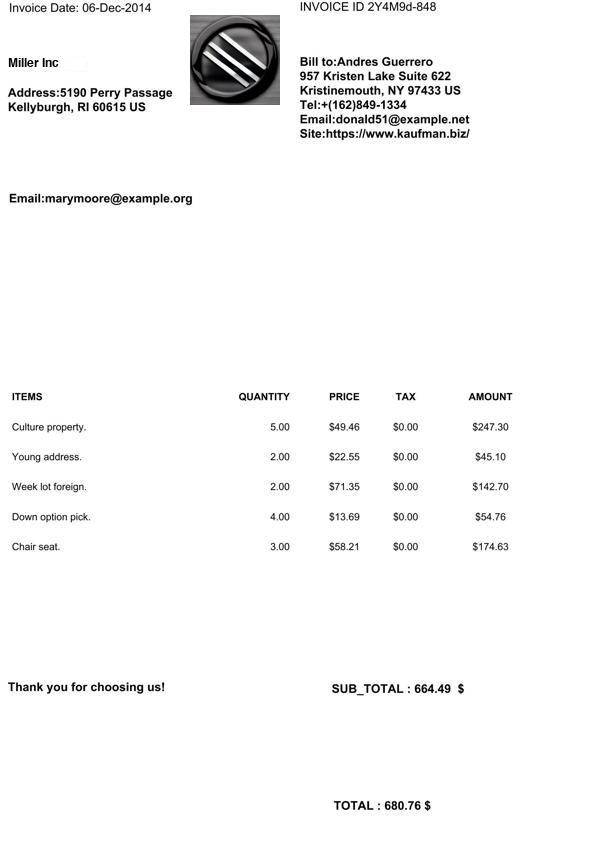 Invoice Date: 06-Dec-2014
INVOICE ID 2Y4M9d-848
Miller Inc
Address:5190 Perry Passage
Kellyburgh, RI 60615 US
Bill to:Andres Guerrero
957 Kristen Lake Suite 622
Kristinemouth, NY 97433 US
Tel:+(162)849-1334
Email:donald51@example.net
Site:https://www.kaufman.biz/
Email:marymoore@example.org
ITEMS QUANTITY PRICE TAX AMOUNT
Culture property. 5.00 $49.46 $0.00 $247.30
Young address. 2.00 $22.55 $0.00 $45.10
Week lot foreign. 2.00 $71.35 $0.00 $142.70
Down option pick. 4.00 $13.69 $0.00 $54.76
Chair seat. 3.00 $58.21 $0.00 $174.63
Thank you for choosing us!
SUB_TOTAL : 664.49 $
TOTAL : 680.76 $